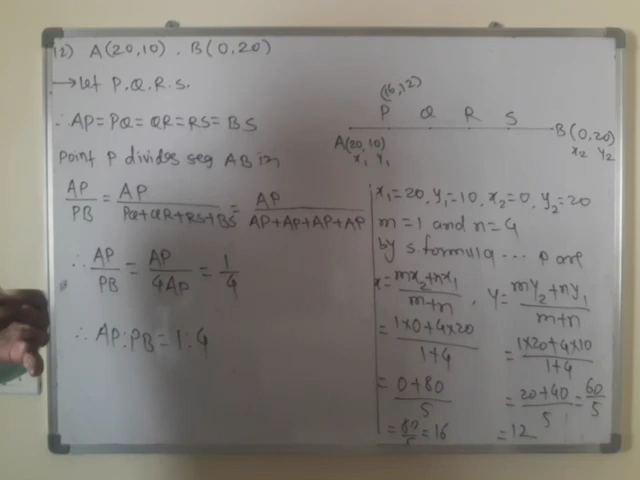 12) A(20,10) . B(0,20)
→ Let P.Q.R.S.
∴ AP=PQ=QR=RS=BS
Point P divides seg AB in
AP/PB = AP/(PQ+QR+RS+BS) = AP/(AP+AP+AP+AP)
∴ AP/PB = AP/4AP = 1/4
∴ AP:PB=1:4
(16,12)
P Q R S
A(20,10) B(0,20)
x₁ y₁ x₂ y₂
x₁=20, y₁=10, x₂=0, y₂=20
m=1 and n=4
by s formula ... P are
x= (mx₂+nx₁)/(m+n) , y= (my₂+ny₁)/(m+n)
= (1×0+4×20)/(1+4) = (1×20+4×10)/(1+4)
= (0+80)/5 = (20+40)/5 = 60/5
= 80/5 =16 =12